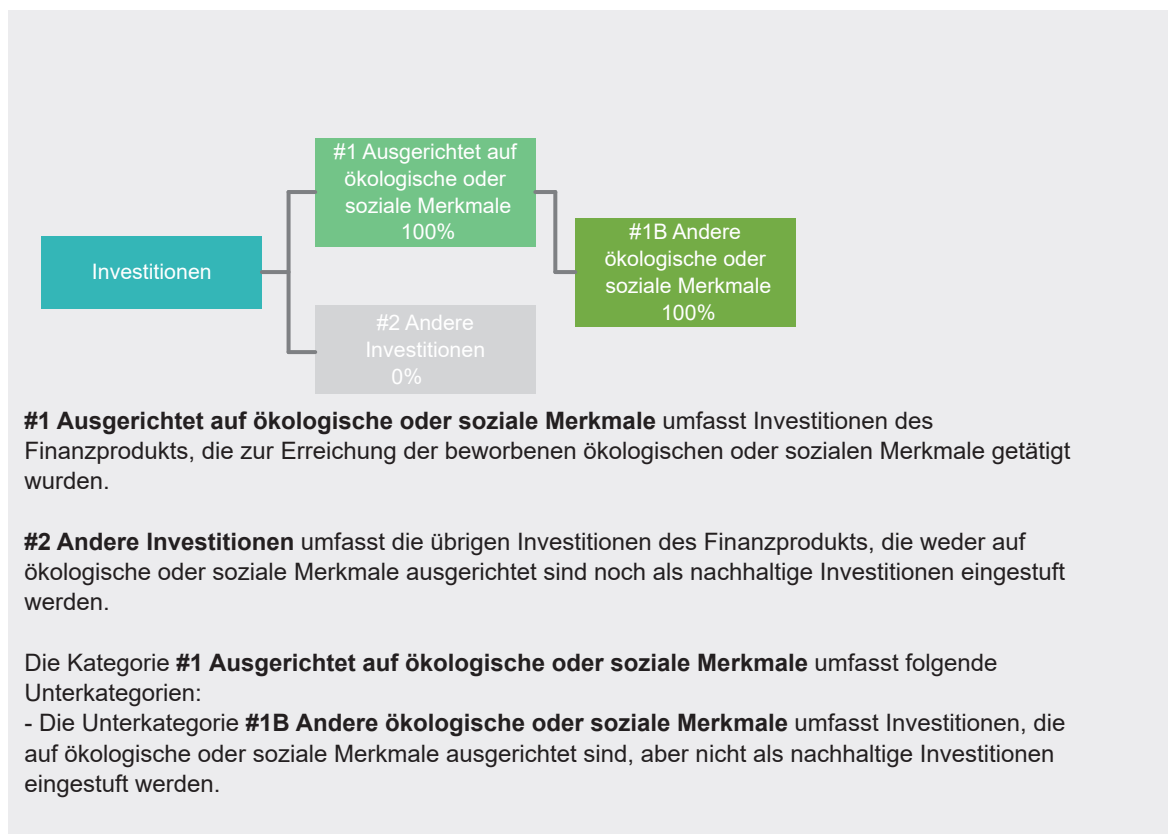 #1 Ausgerichtet auf
ökologische oder
soziale Merkmale
100%
Investitionen
#1B Andere
ökologische oder
soziale Merkmale
100%
#2 Andere
Investitionen
0%
#1 Ausgerichtet auf ökologische oder soziale Merkmale umfasst Investitionen des
Finanzprodukts, die zur Erreichung der beworbenen ökologischen oder sozialen Merkmale getätigt
wurden.
#2 Andere Investitionen umfasst die übrigen Investitionen des Finanzprodukts, die weder auf
ökologische oder soziale Merkmale ausgerichtet sind noch als nachhaltige Investitionen eingestuft
werden.
Die Kategorie #1 Ausgerichtet auf ökologische oder soziale Merkmale umfasst folgende
Unterkategorien:
- Die Unterkategorie #1B Andere ökologische oder soziale Merkmale umfasst Investitionen, die
auf ökologische oder soziale Merkmale ausgerichtet sind, aber nicht als nachhaltige Investitionen
eingestuft werden.